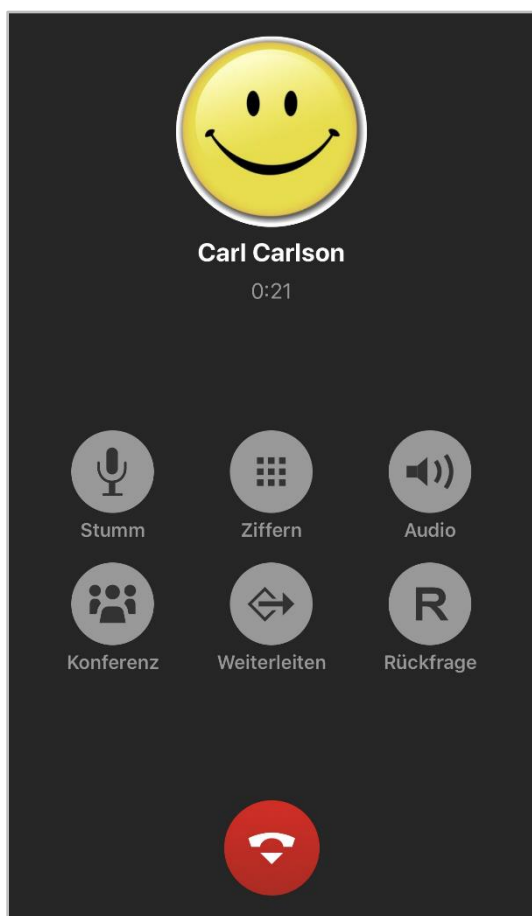 Carl Carlson
0:21
Stumm Ziffern Audio
R
Konferenz Weiterleiten Rückfrage